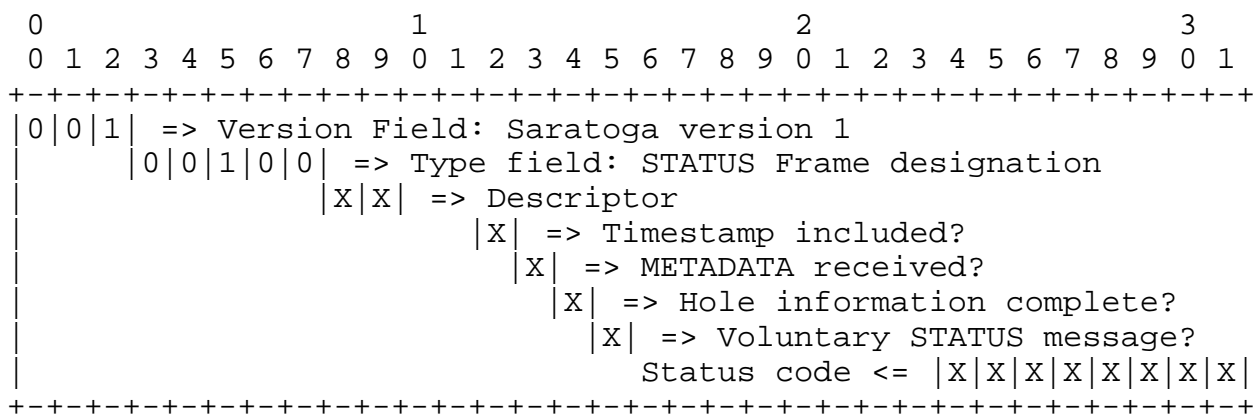 0                   1                   2                   3
 0 1 2 3 4 5 6 7 8 9 0 1 2 3 4 5 6 7 8 9 0 1 2 3 4 5 6 7 8 9 0 1
+-+-+-+-+-+-+-+-+-+-+-+-+-+-+-+-+-+-+-+-+-+-+-+-+-+-+-+-+-+-+-+-+
|0|0|1| => Version Field: Saratoga version 1
|     |0|0|1|0|0| => Type field: STATUS Frame designation
|               |X|X| => Descriptor
|                       |X| => Timestamp included?
|                         |X| => METADATA received?
|                           |X| => Hole information complete?
|                             |X| => Voluntary STATUS message?
|                                Status code <= |X|X|X|X|X|X|X|X|
+-+-+-+-+-+-+-+-+-+-+-+-+-+-+-+-+-+-+-+-+-+-+-+-+-+-+-+-+-+-+-+-+